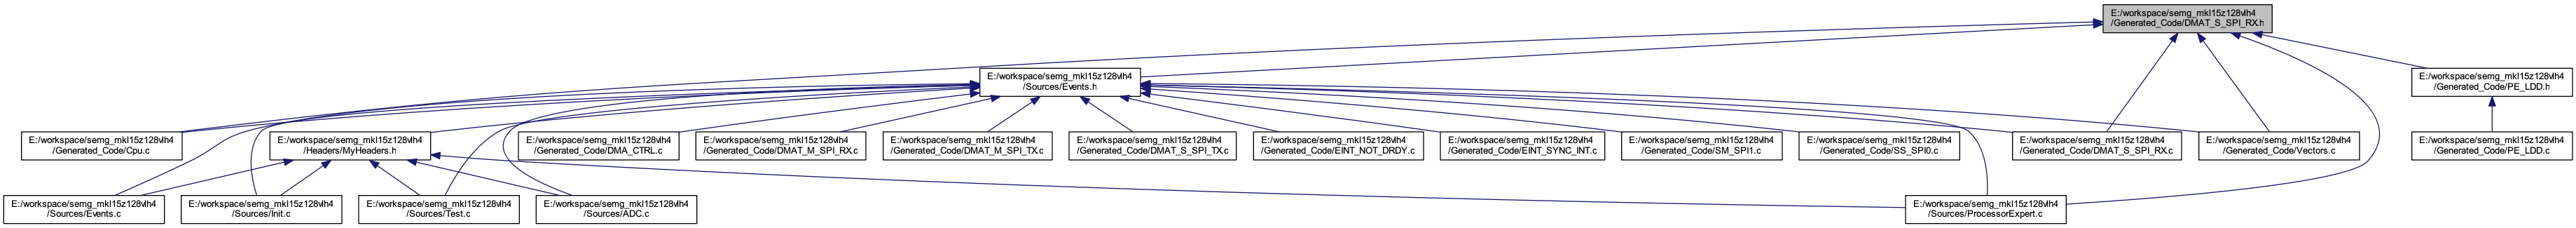 E:/workspace/semg_mkl15z128vlh4
/Generated_Code/DMAT_S_SPI_RX.h
E:/workspace/semg_mkl15z128vlh4
/Sources/Events.h
E:/workspace/semg_mkl15z128vlh4
/Generated_Code/PE_LDD.h
E:/workspace/semg_mkl15z128vlh4
/Generated_Code/Cpu.c
E:/workspace/semg_mkl15z128vlh4
/Headers/MyHeaders.h
E:/workspace/semg_mkl15z128vlh4
/Generated_Code/DMA_CTRL.c
E:/workspace/semg_mkl15z128vlh4
/Generated_Code/DMAT_M_SPI_RX.c
E:/workspace/semg_mkl15z128vlh4
/Generated_Code/DMAT_M_SPI_TX.c
E:/workspace/semg_mkl15z128vlh4
/Generated_Code/DMAT_S_SPI_TX.c
E:/workspace/semg_mkl15z128vlh4
/Generated_Code/EINT_NOT_DRDY.c
E:/workspace/semg_mkl15z128vlh4
/Generated_Code/EINT_SYNC_INT.c
E:/workspace/semg_mkl15z128vlh4
/Generated_Code/SM_SPI1.c
E:/workspace/semg_mkl15z128vlh4
/Generated_Code/SS_SPI0.c
E:/workspace/semg_mkl15z128vlh4
/Generated_Code/DMAT_S_SPI_RX.c
E:/workspace/semg_mkl15z128vlh4
/Generated_Code/Vectors.c
E:/workspace/semg_mkl15z128vlh4
/Generated_Code/PE_LDD.c
E:/workspace/semg_mkl15z128vlh4
/Sources/Events.c
E:/workspace/semg_mkl15z128vlh4
/Sources/Init.c
E:/workspace/semg_mkl15z128vlh4
/Sources/Test.c
E:/workspace/semg_mkl15z128vlh4
/Sources/ADC.c
E:/workspace/semg_mkl15z128vlh4
/Sources/ProcessorExpert.c